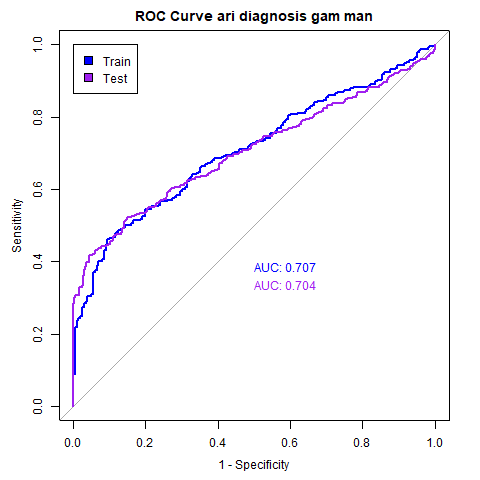 ROC Curve ari diagnosis gam man
Train
Test
AUC: 0.707
AUC: 0.704
Sensitivity
1.0
0.8
0.6
0.4
0.2
0.0
0.0 0.2 0.4 0.6 0.8 1.0
1 - Specificity